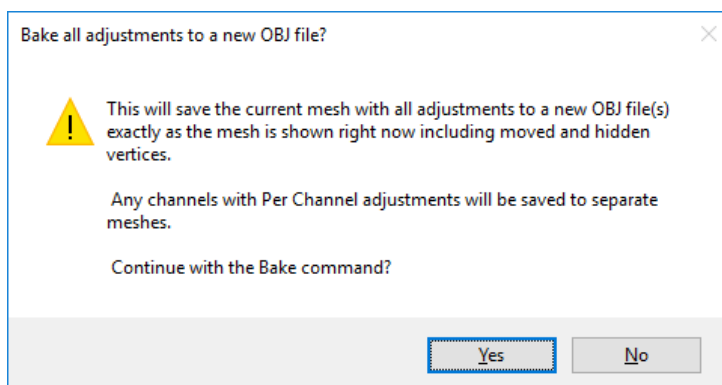 Bake all adjustments to a new OBJ file?
This will save the current mesh with all adjustments to a new OBJ file(s)
exactly as the mesh is shown right now including moved and hidden
vertices.
Any channels with Per Channel adjustments will be saved to separate
meshes.
Continue with the Bake command?
Yes
No